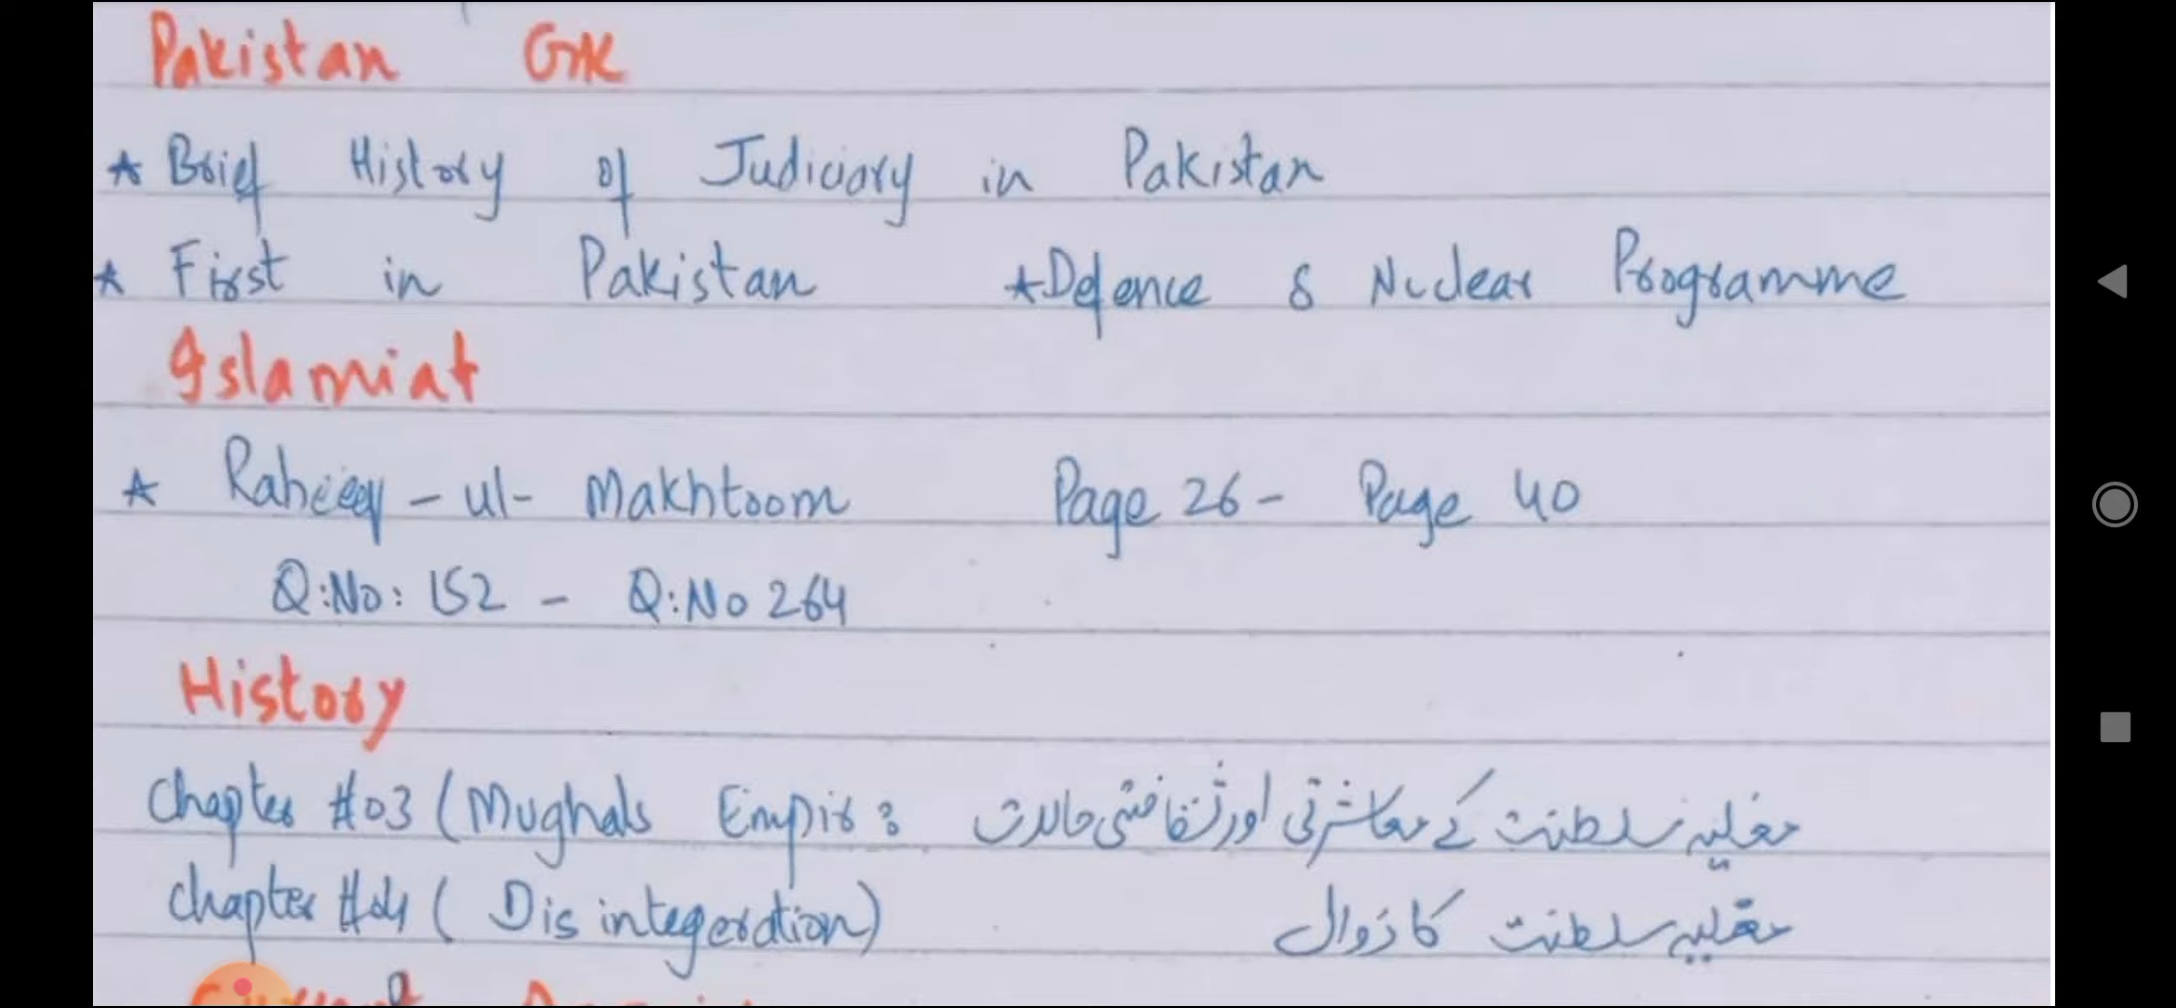 Pakistan GK
★ Brief History of Judiciary in Pakistan
★ First in Pakistan ★ Defence & Nuclear Programme
Islamiat
★ Raheeq-ul-Makhtoom Page 26 - Page 40
Q:No: 152 - Q:No 264
History
Chapter #03 (Mughals Empire: مغلیہ سلطنت کے معاشرتی اور ثقافتی حالات
Chapter #04 (Disintegeration) مغلیہ سلطنت کا زوال